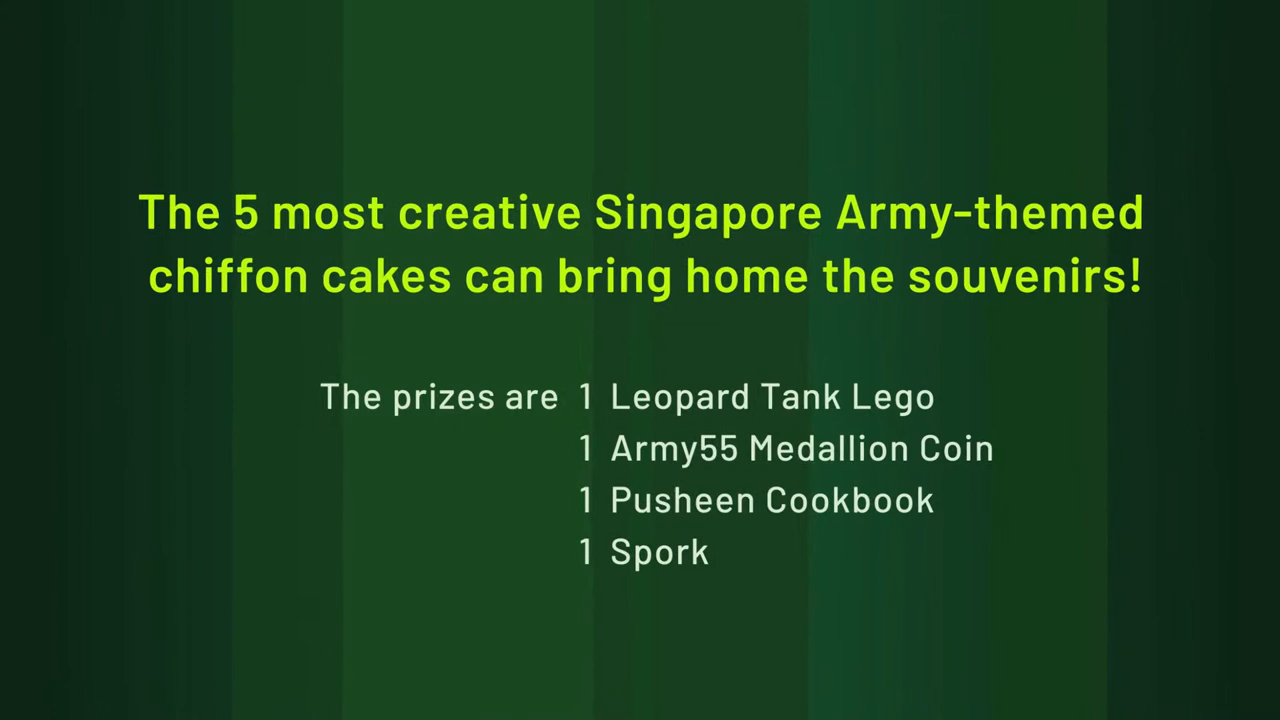 The 5 most creative Singapore Army-themed
chiffon cakes can bring home the souvenirs!
The prizes are 1 Leopard Tank Lego
1 Army55 Medallion Coin
1 Pusheen Cookbook
1 Spork